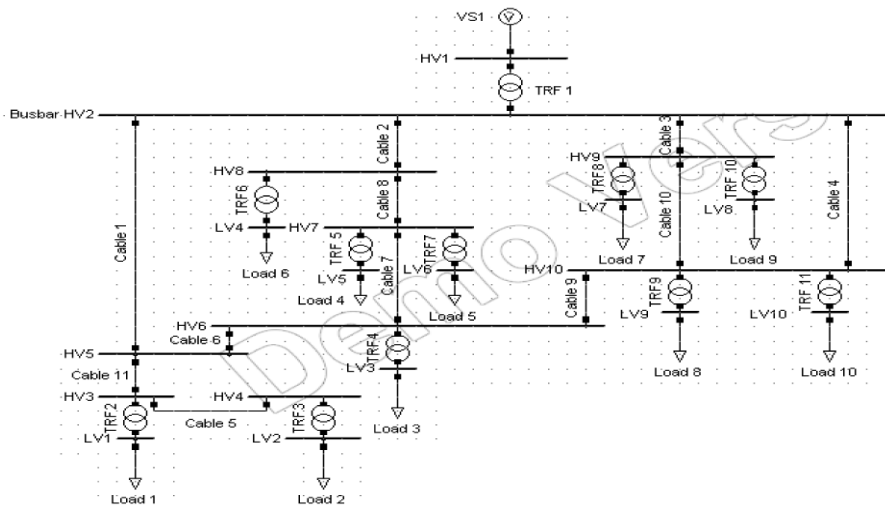 VS1
HV1
TRF 1
Busbar HV2
Cable 2
Cable 3
HV9
HV8
TRF8
TRF 10
Cable 8
Cable 10
Cable 4
TRF6
LV7
LV8
Cable 1
LV4
HV7
TRF 5
TRF7
Load 6
Load 7
Load 9
LV5
Cable 7
LV6
HV10
Load 4
Load 5
Cable 9
TRF9
TRF 11
HV6
LV9
LV10
Cable 6
TRF4
HV5
LV3
Load 8
Load 10
Cable 11
HV3
HV4
TRF2
TRF3
Cable 5
Load 3
LV1
LV2
Load 1
Load 2
Demo Vers